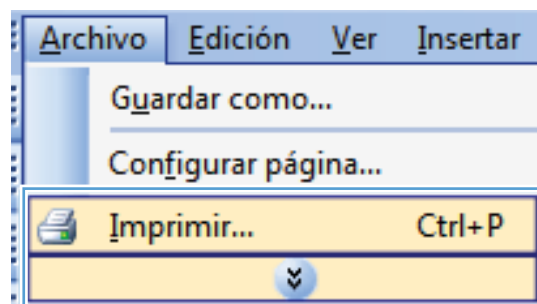 Archivo Edición Ver Insertar
Guardar como...
Configurar página...
Imprimir... Ctrl+P